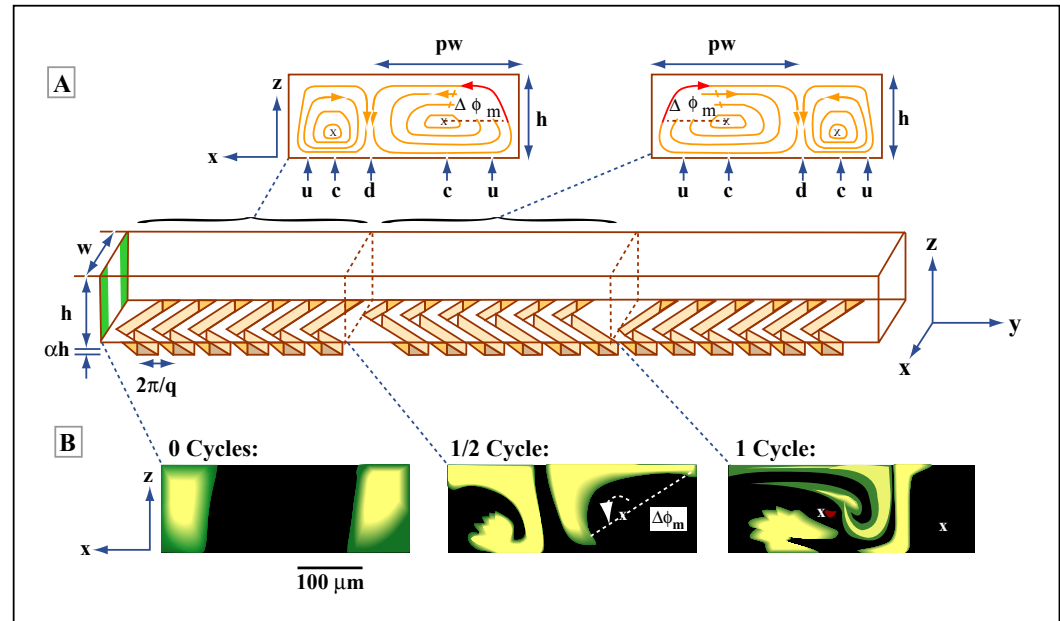 A
pw
pw
z
x
Δ ϕm
h
Δ ϕm
h
u c d c u
u c d c u
w
h
αh
2π/q
z
y
x
B
0 Cycles:
1/2 Cycle:
1 Cycle:
z
x
x
Δϕm
x
x
100 μm